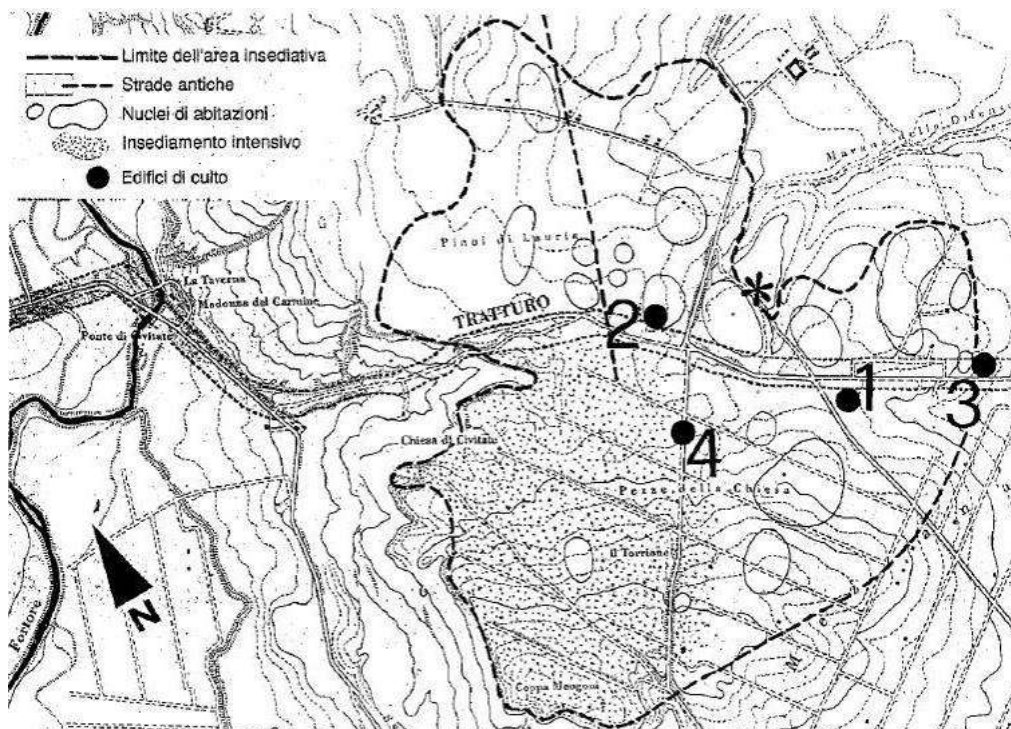 Limite dell'area insediativa
Strade antiche
Nuclei di abitazioni
Insediamento intensivo
Edifici di culto
La Taverna
Madonna del Carmine
Ponte di Civitate
TRATTURO
Pinol di Lauria
2
1
3
4
Chiesa di Civitate
Pezze della Chiesa
il Torrione
Coppa Mengoni
Fortore
N